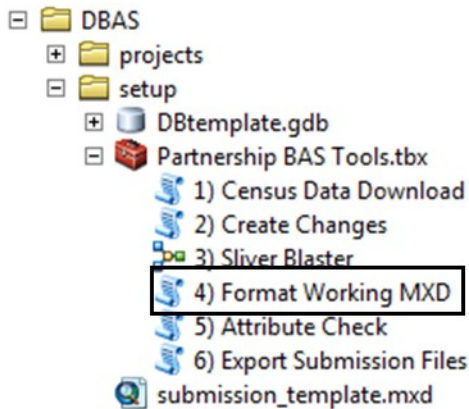 DBAS
projects
setup
DBtemplate.gdb
Partnership BAS Tools.tbx
1) Census Data Download
2) Create Changes
3) Sliver Blaster
4) Format Working MXD
5) Attribute Check
6) Export Submission Files
submission_template.mxd